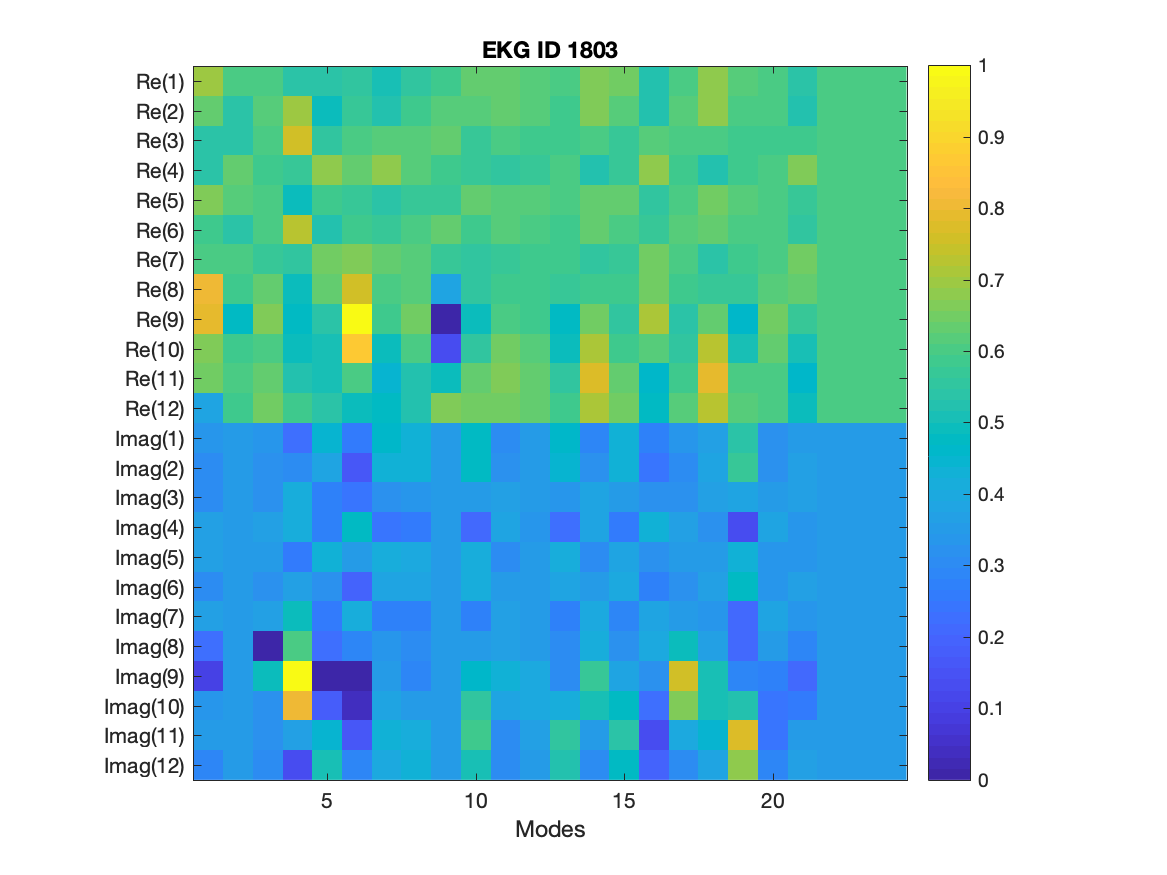 EKG ID 1803
Re(1)
Re(2)
Re(3)
Re(4)
Re(5)
Re(6)
Re(7)
Re(8)
Re(9)
Re(10)
Re(11)
Re(12)
Imag(1)
Imag(2)
Imag(3)
Imag(4)
Imag(5)
Imag(6)
Imag(7)
Imag(8)
Imag(9)
Imag(10)
Imag(11)
Imag(12)
5 10 15 20
Modes
1
0.9
0.8
0.7
0.6
0.5
0.4
0.3
0.2
0.1
0